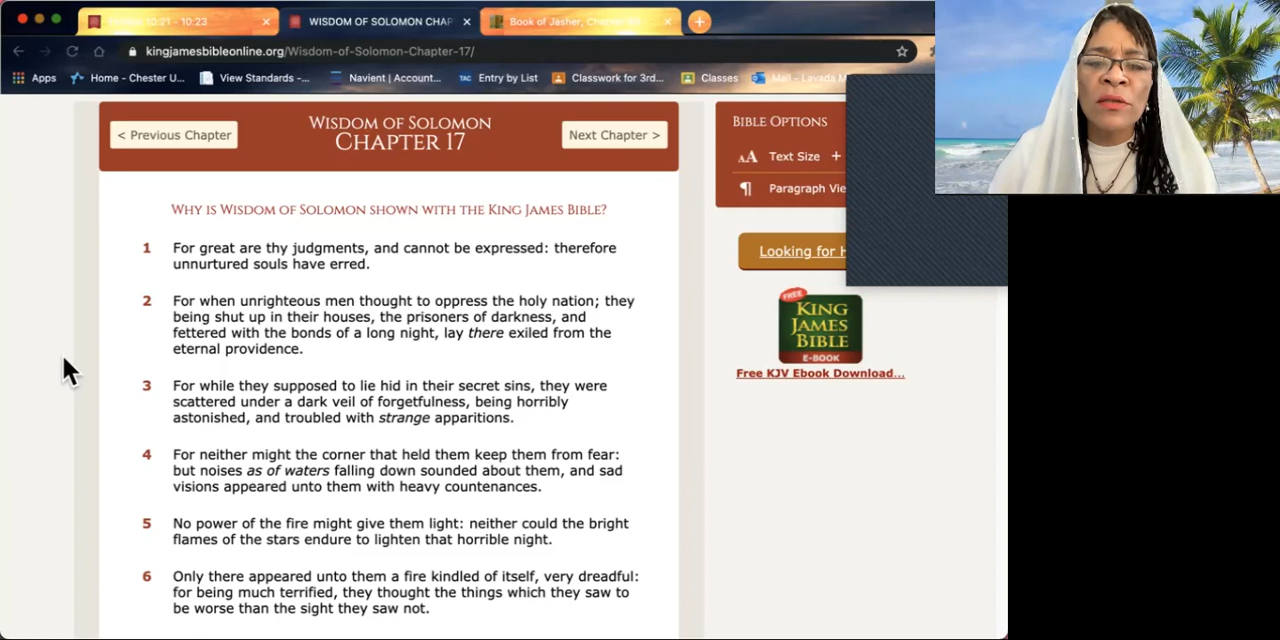 10:21 - 10:23
WISDOM OF SOLOMON CHAP
Book of Jasher, Chapter
kingjamesbibleonline.org/Wisdom-of-Solomon-Chapter-17/
Apps
Home - Chester U...
View Standards -...
Navient | Account...
TAC Entry by List
Classwork for 3rd...
Classes
Mail - Lavada M
< Previous Chapter
WISDOM OF SOLOMON
CHAPTER 17
Next Chapter >
WHY IS WISDOM OF SOLOMON SHOWN WITH THE KING JAMES BIBLE?
1 For great are thy judgments, and cannot be expressed: therefore
unnurtured souls have erred.
2 For when unrighteous men thought to oppress the holy nation; they
being shut up in their houses, the prisoners of darkness, and
fettered with the bonds of a long night, lay there exiled from the
eternal providence.
3 For while they supposed to lie hid in their secret sins, they were
scattered under a dark veil of forgetfulness, being horribly
astonished, and troubled with strange apparitions.
4 For neither might the corner that held them keep them from fear:
but noises as of waters falling down sounded about them, and sad
visions appeared unto them with heavy countenances.
5 No power of the fire might give them light: neither could the bright
flames of the stars endure to lighten that horrible night.
6 Only there appeared unto them a fire kindled of itself, very dreadful:
for being much terrified, they thought the things which they saw to
be worse than the sight they saw not.
BIBLE OPTIONS
AA Text Size +
¶ Paragraph Vie
Looking for H
FREE
KING
JAMES
BIBLE
E-BOOK
Free KJV Ebook Download...